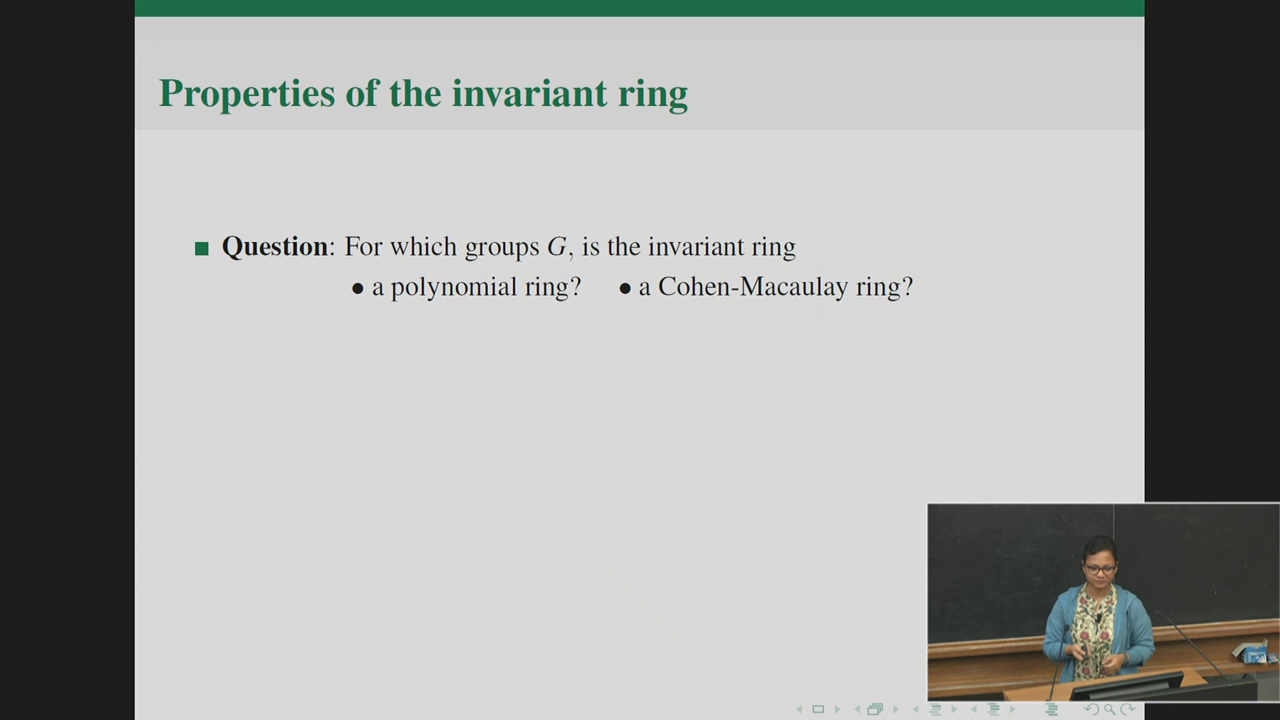 Properties of the invariant ring
Question: For which groups G, is the invariant ring
• a polynomial ring? • a Cohen-Macaulay ring?